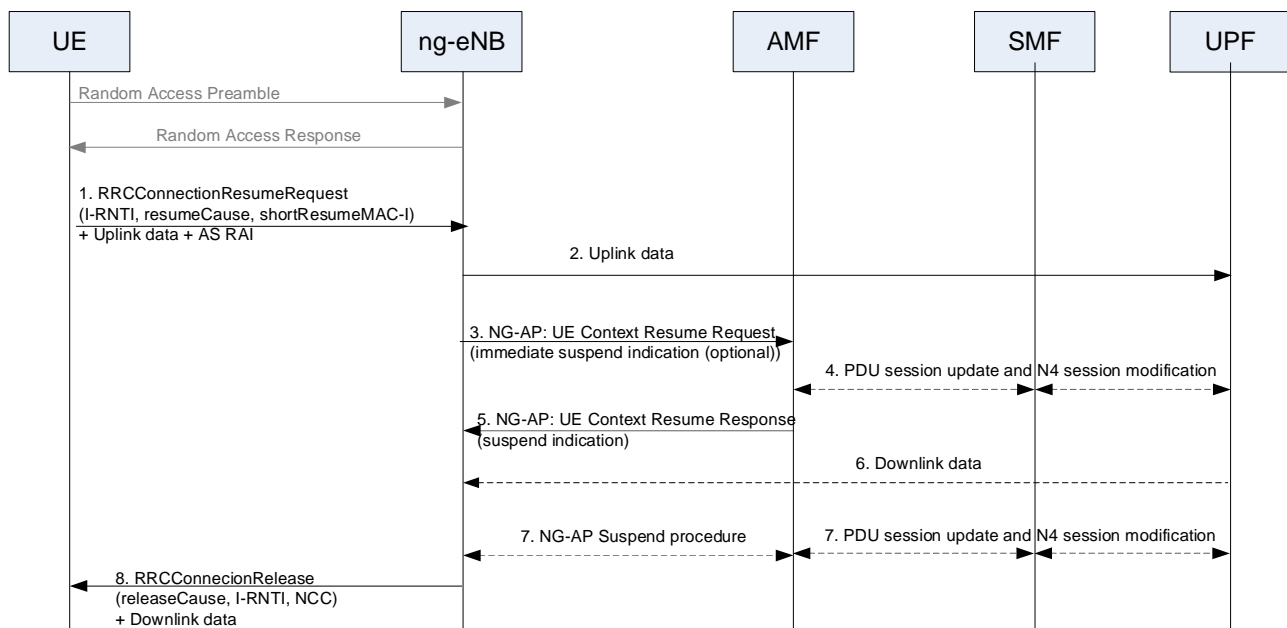 UE
ng-eNB
AMF
SMF
UPF
Random Access Preamble
Random Access Response
1. RRCConnectionResumeRequest
(I-RNTI, resumeCause, shortResumeMAC-I)
+ Uplink data + AS RAI
2. Uplink data
3. NG-AP: UE Context Resume Request
(immediate suspend indication (optional))
4. PDU session update and N4 session modification
5. NG-AP: UE Context Resume Response
(suspend indication)
6. Downlink data
7. NG-AP Suspend procedure
7. PDU session update and N4 session modification
8. RRCConnecionRelease
(releaseCause, I-RNTI, NCC)
+ Downlink data